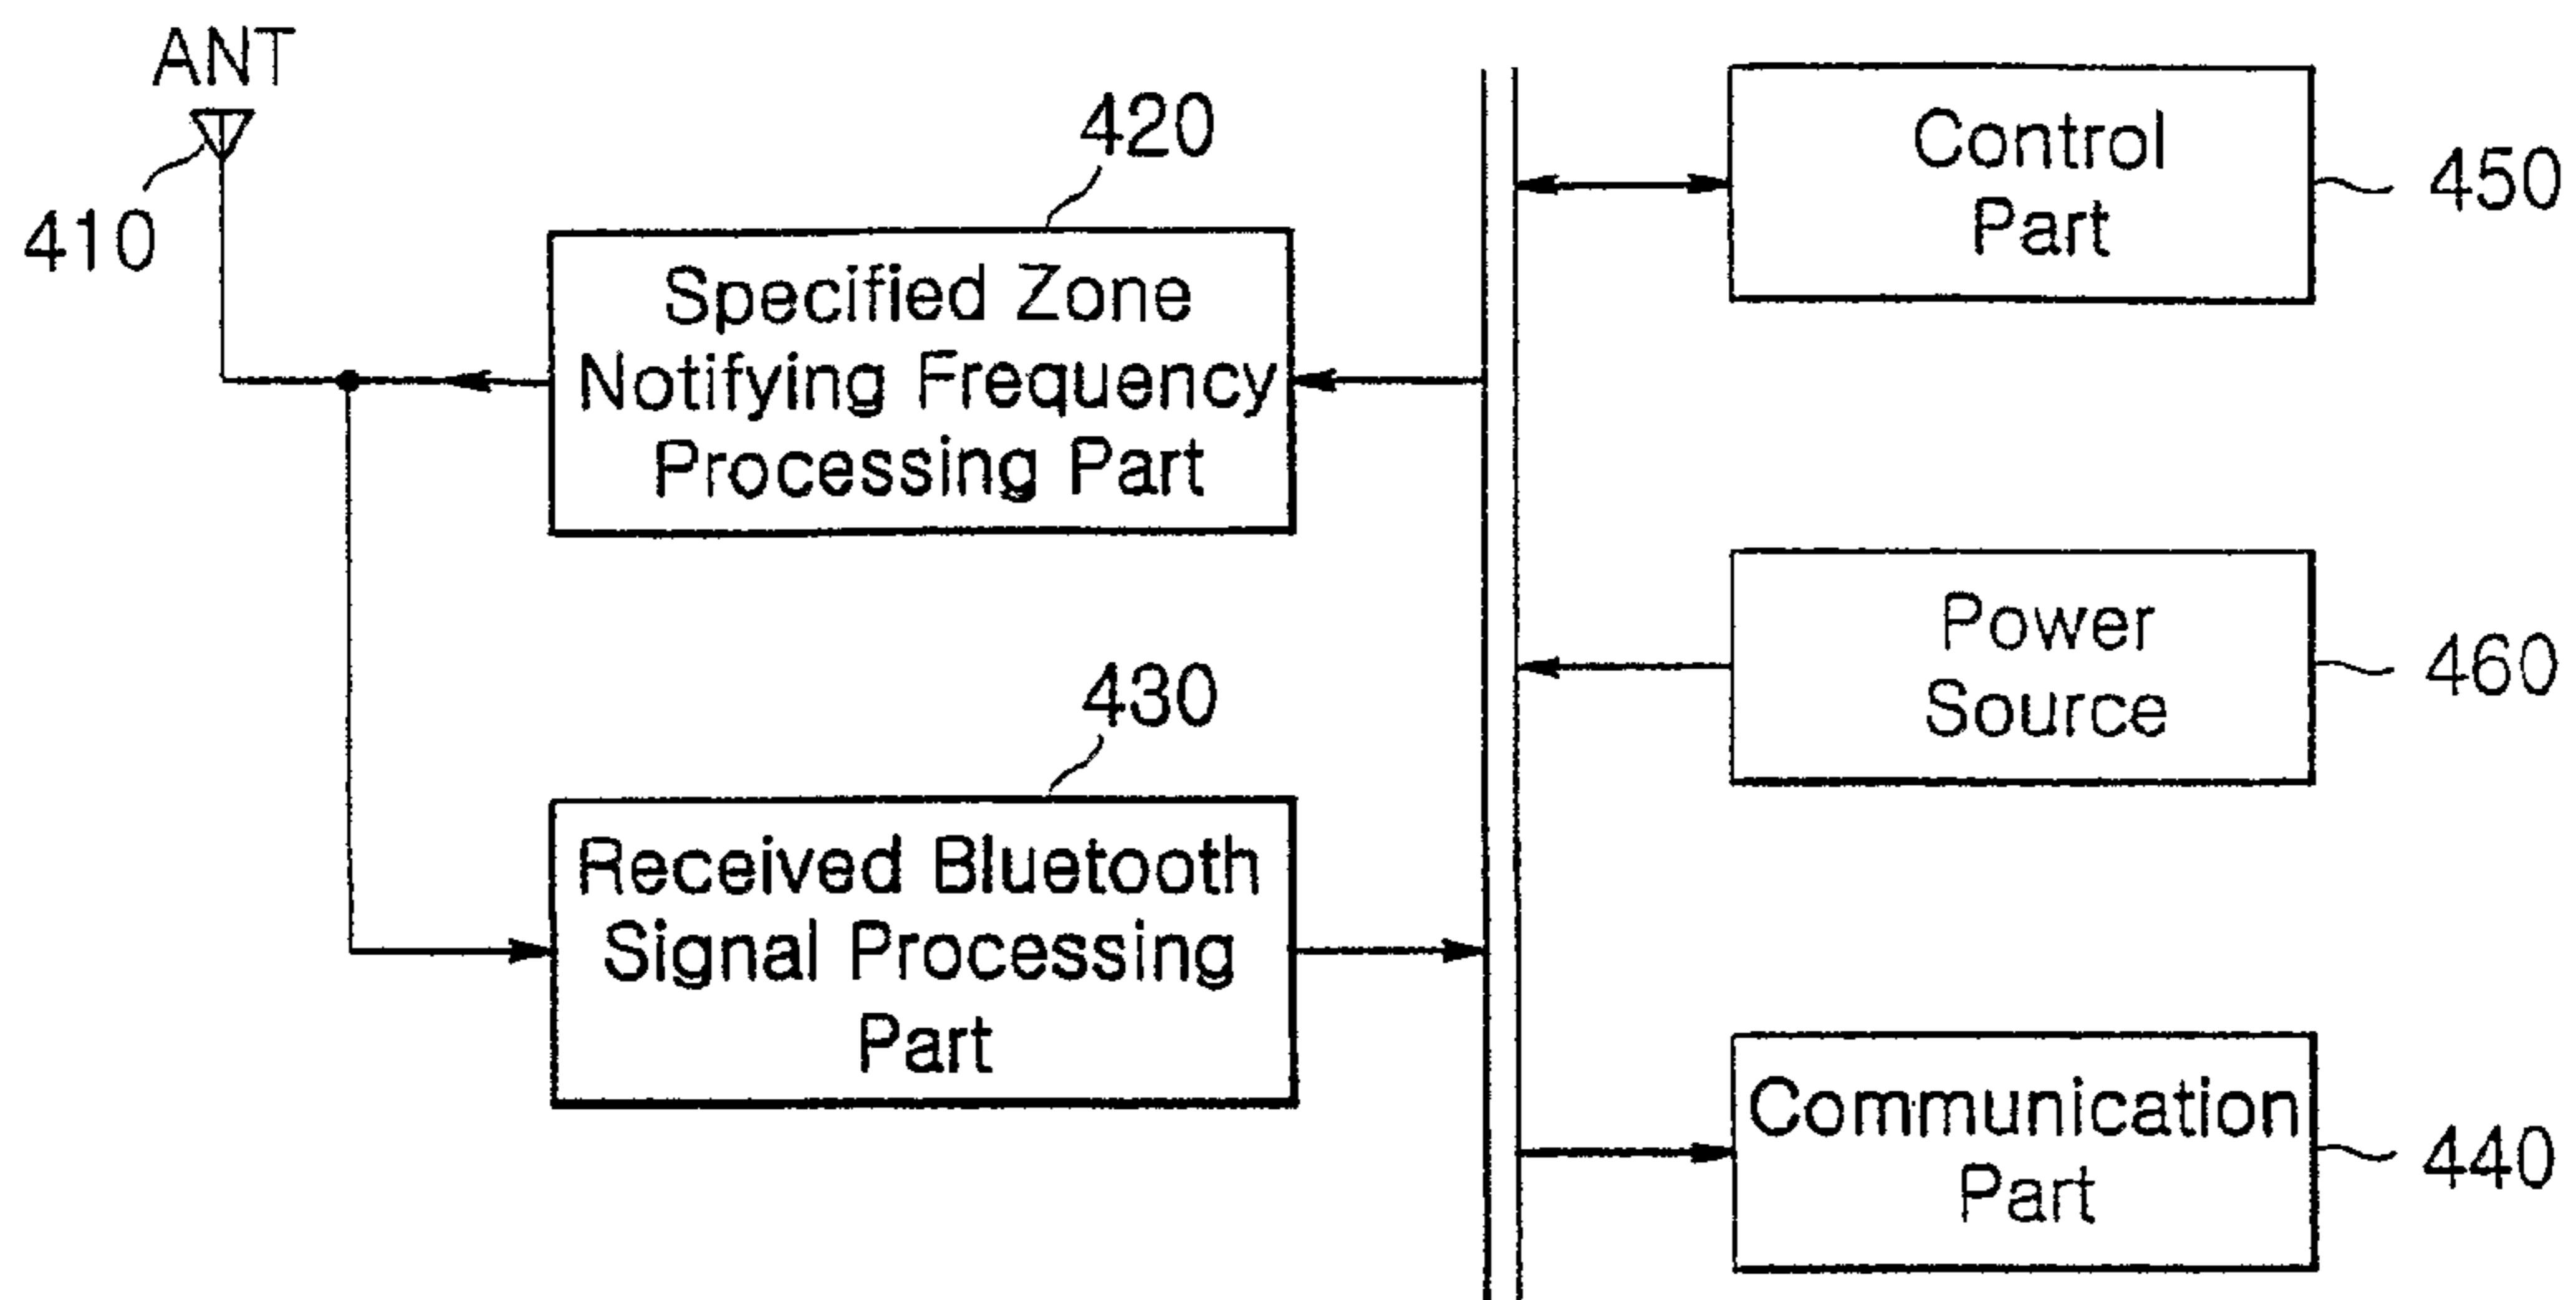 ANT
410
420
Specified Zone
Notifying Frequency
Processing Part
430
Received Bluetooth
Signal Processing
Part
Control
Part
450
Power
Source
460
Communication
Part
440